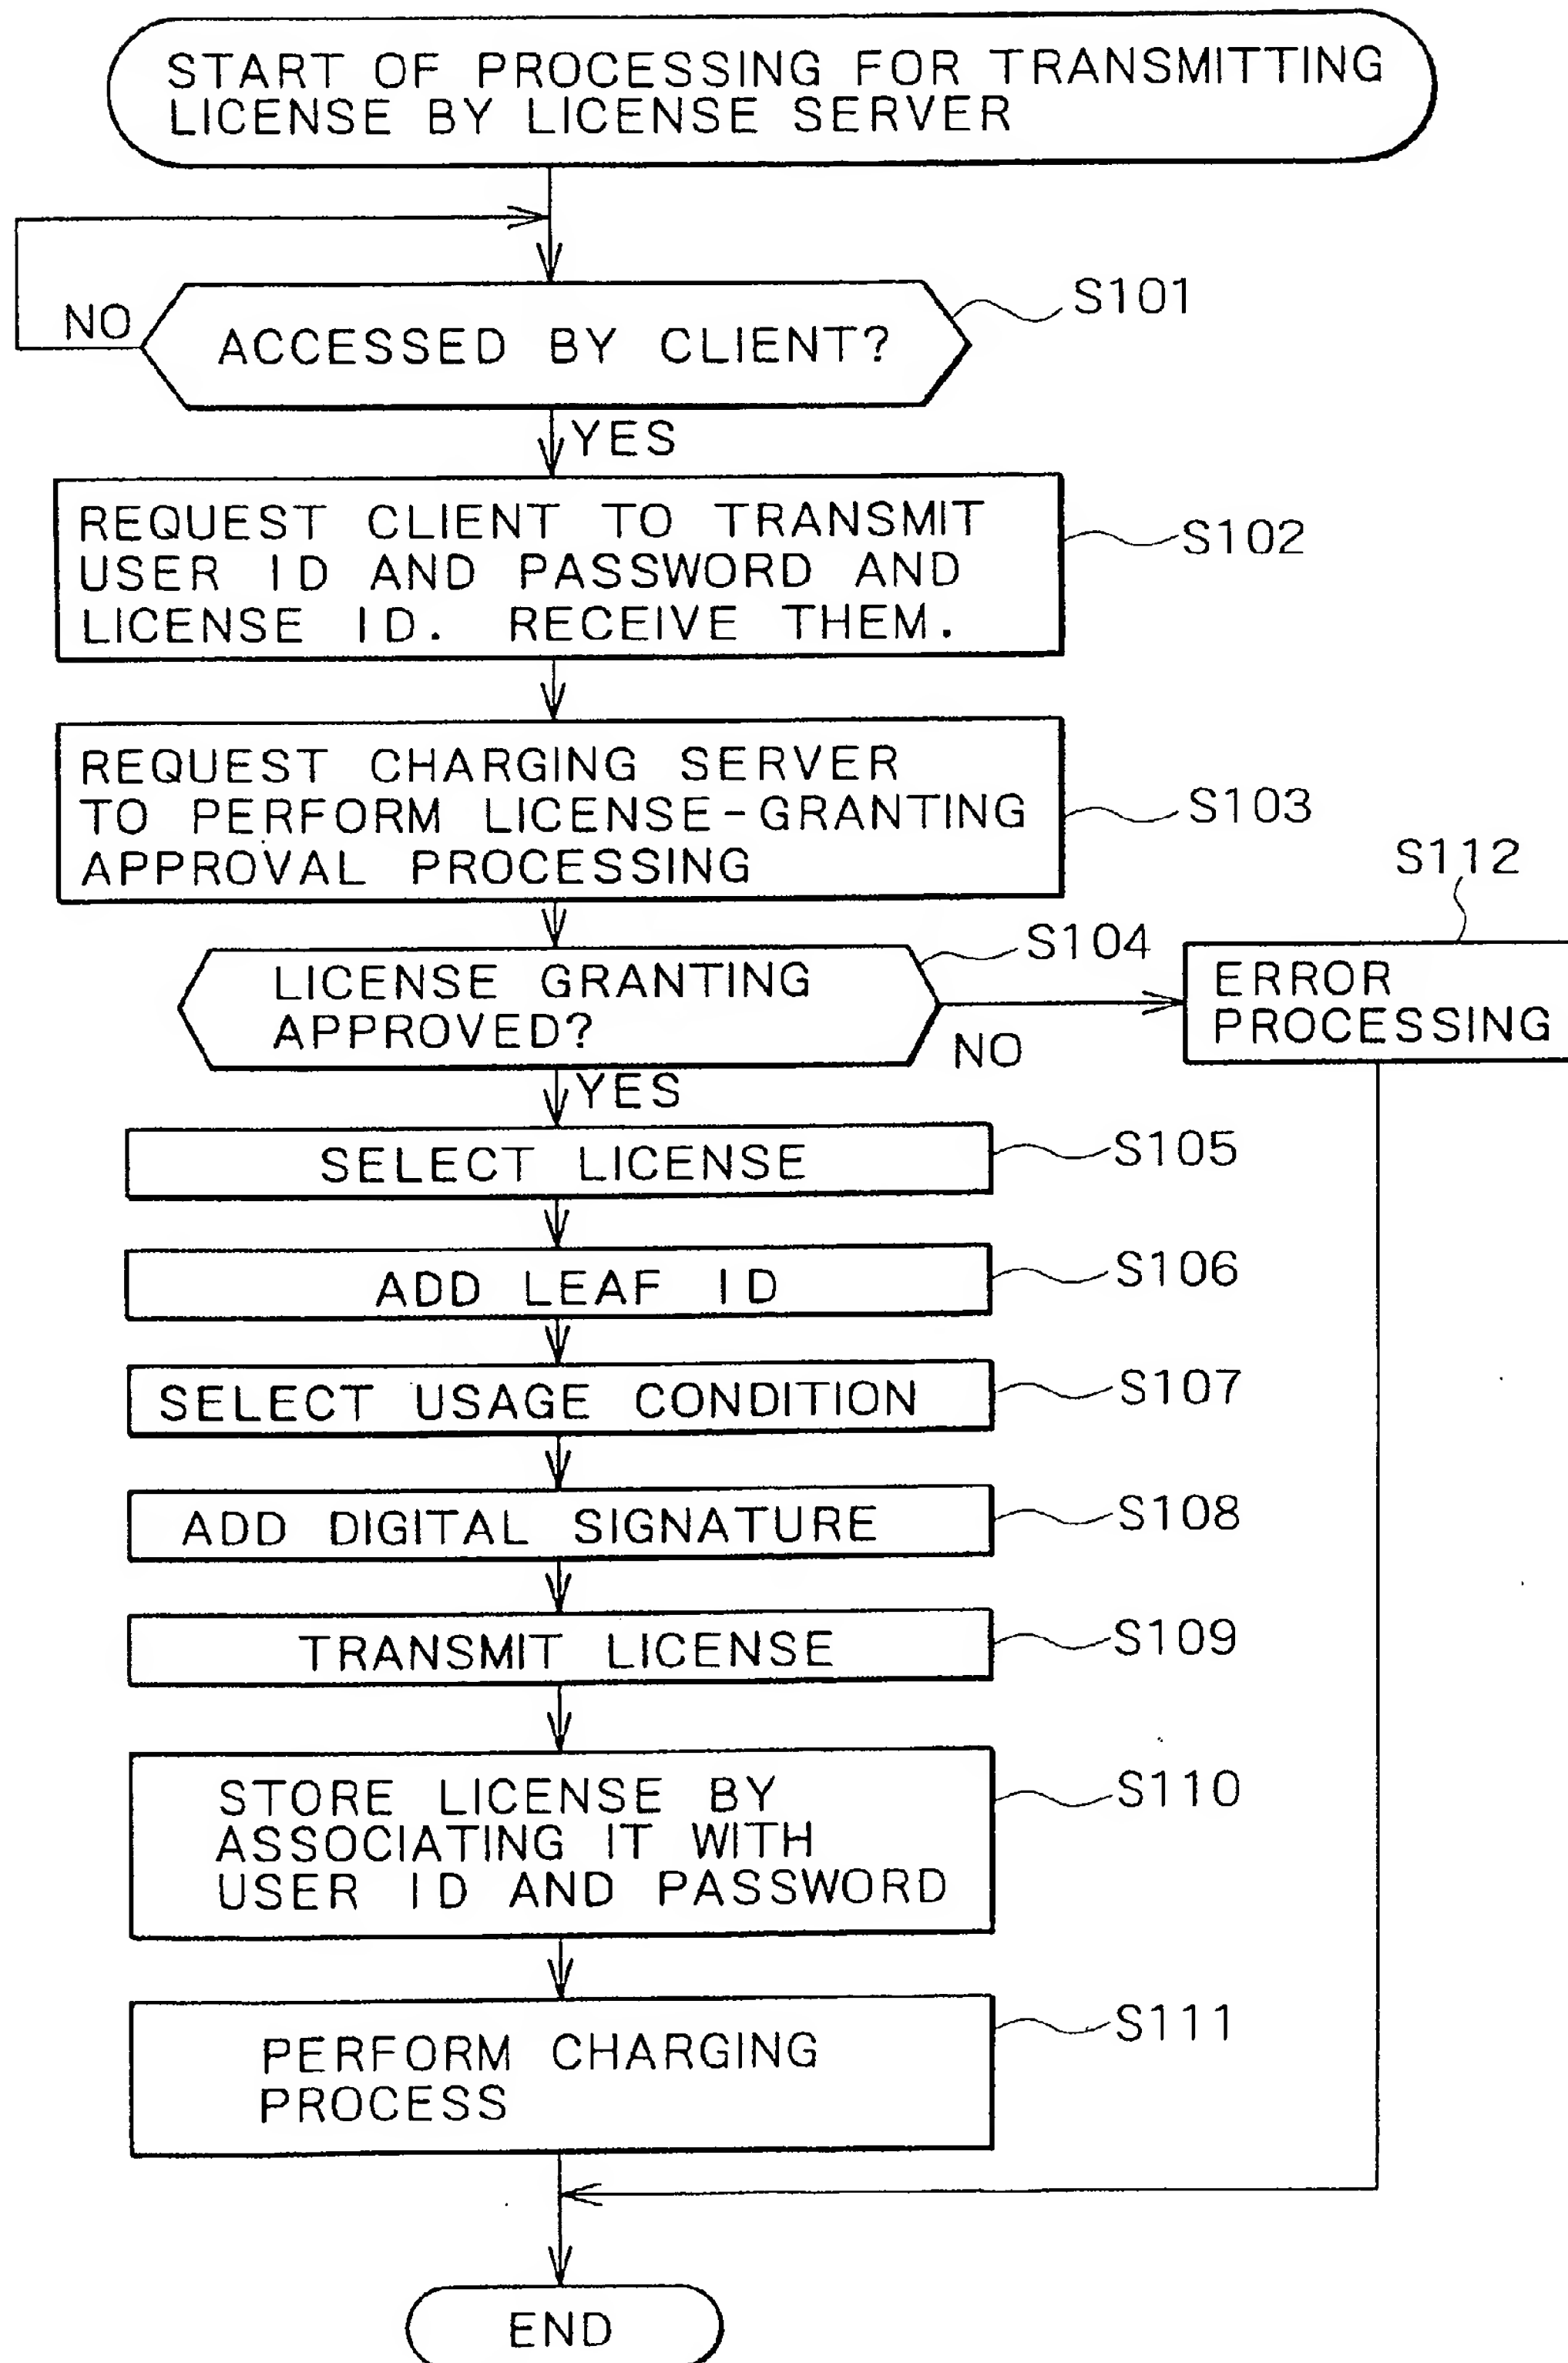 START OF PROCESSING FOR TRANSMITTING
LICENSE BY LICENSE SERVER
NO
ACCESSED BY CLIENT?
S101
YES
REQUEST CLIENT TO TRANSMIT
USER ID AND PASSWORD AND
LICENSE ID. RECEIVE THEM.
S102
REQUEST CHARGING SERVER
TO PERFORM LICENSE-GRANTING
APPROVAL PROCESSING
S103
LICENSE GRANTING
APPROVED?
S104
NO
S112
ERROR
PROCESSING
YES
SELECT LICENSE
S105
ADD LEAF ID
S106
SELECT USAGE CONDITION
S107
ADD DIGITAL SIGNATURE
S108
TRANSMIT LICENSE
S109
STORE LICENSE BY
ASSOCIATING IT WITH
USER ID AND PASSWORD
S110
PERFORM CHARGING
PROCESS
S111
END